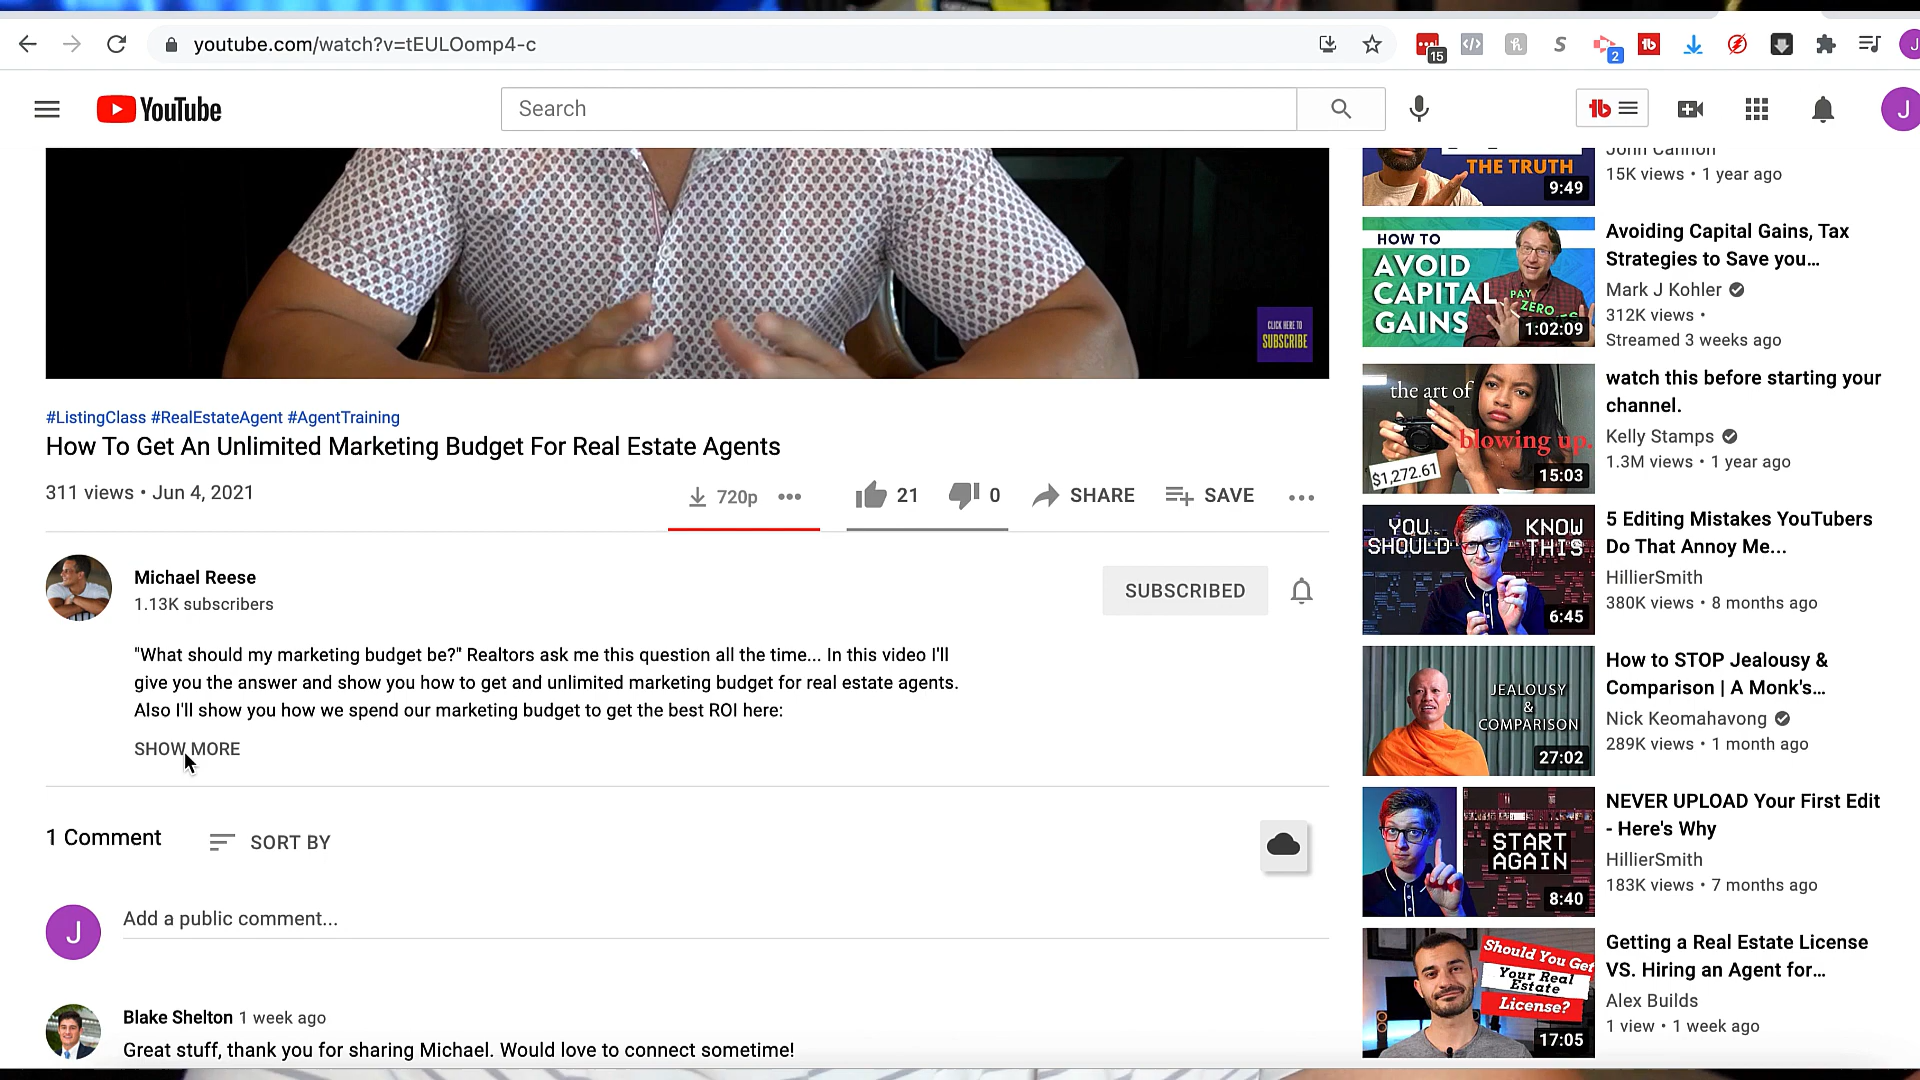 youtube.com/watch?v=tEULOomp4-c
15
S
2
tb
J
YouTube
Search
tb
J
CLICK HERE TO
SUBSCRIBE
#ListingClass #RealEstateAgent #AgentTraining
How To Get An Unlimited Marketing Budget For Real Estate Agents
311 views • Jun 4, 2021
720p
21
0
SHARE
SAVE
Michael Reese
1.13K subscribers
SUBSCRIBED
"What should my marketing budget be?" Realtors ask me this question all the time... In this video I'll
give you the answer and show you how to get and unlimited marketing budget for real estate agents.
Also I'll show you how we spend our marketing budget to get the best ROI here:
SHOW MORE
1 Comment
SORT BY
J
Add a public comment...
Blake Shelton 1 week ago
Great stuff, thank you for sharing Michael. Would love to connect sometime!
THE TRUTH
9:49
John Cannon
15K views • 1 year ago
HOW TO
AVOID
CAPITAL
GAINS
PAY
ZERO
1:02:09
Avoiding Capital Gains, Tax
Strategies to Save you...
Mark J Kohler
312K views •
Streamed 3 weeks ago
the art of
blowing up.
$1,272.61
15:03
watch this before starting your
channel.
Kelly Stamps
1.3M views • 1 year ago
YOU KNOW
SHOULD THIS
6:45
5 Editing Mistakes YouTubers
Do That Annoy Me...
HillierSmith
380K views • 8 months ago
JEALOUSY
&
COMPARISON
27:02
How to STOP Jealousy &
Comparison | A Monk's...
Nick Keomahavong
289K views • 1 month ago
START
AGAIN
8:40
NEVER UPLOAD Your First Edit
- Here's Why
HillierSmith
183K views • 7 months ago
Should You Get
Your Real
Estate
License?
17:05
Getting a Real Estate License
VS. Hiring an Agent for...
Alex Builds
1 view • 1 week ago